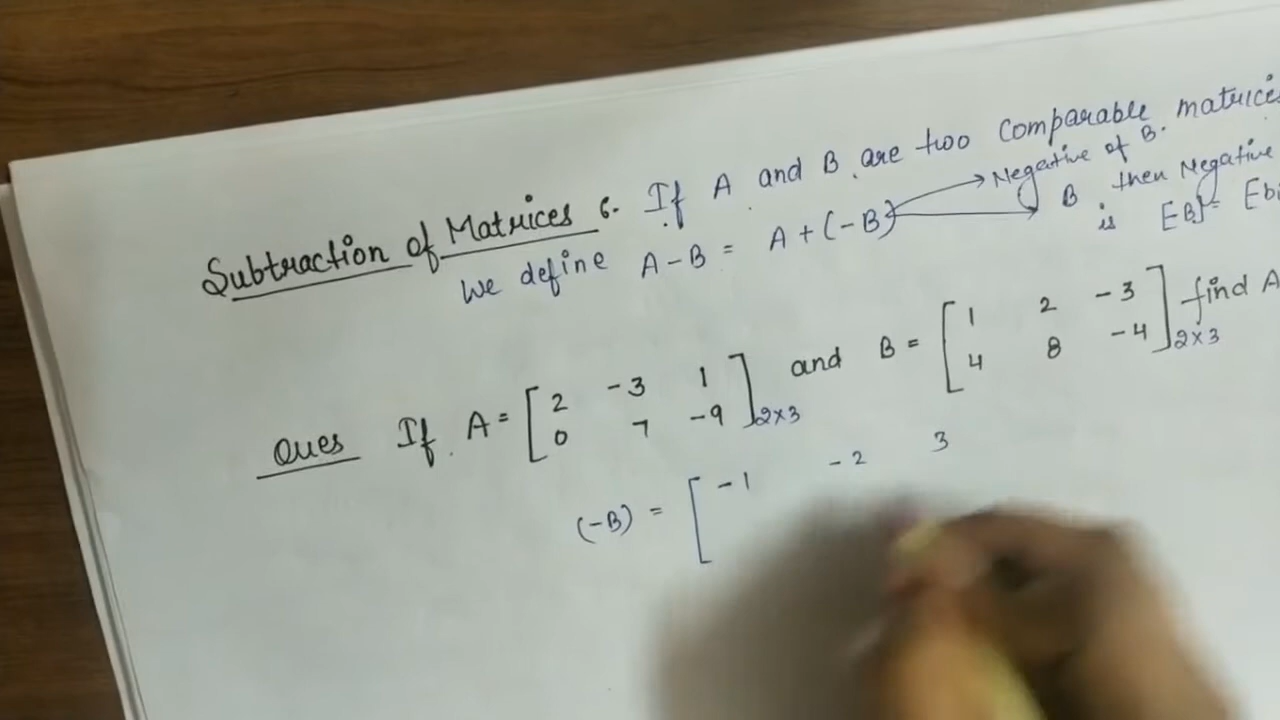 Subtraction of Matrices :- If A and B are two comparable matrices
We define A - B = A + (-B) Negative of B.
B then Negative
is [-B] = [-bi
Ques If A = [2 -3 1
0 7 -9]2×3 and B = [1 2 -3
4 8 -4]2×3 find A
(-B) = [-1 -2 3